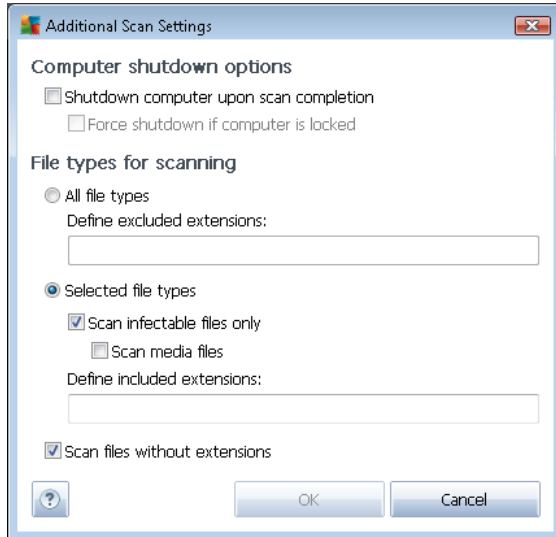 Additional Scan Settings
Computer shutdown options
Shutdown computer upon scan completion
Force shutdown if computer is locked
File types for scanning
All file types
Define excluded extensions:
Selected file types
Scan infectable files only
Scan media files
Define included extensions:
Scan files without extensions
? OK Cancel